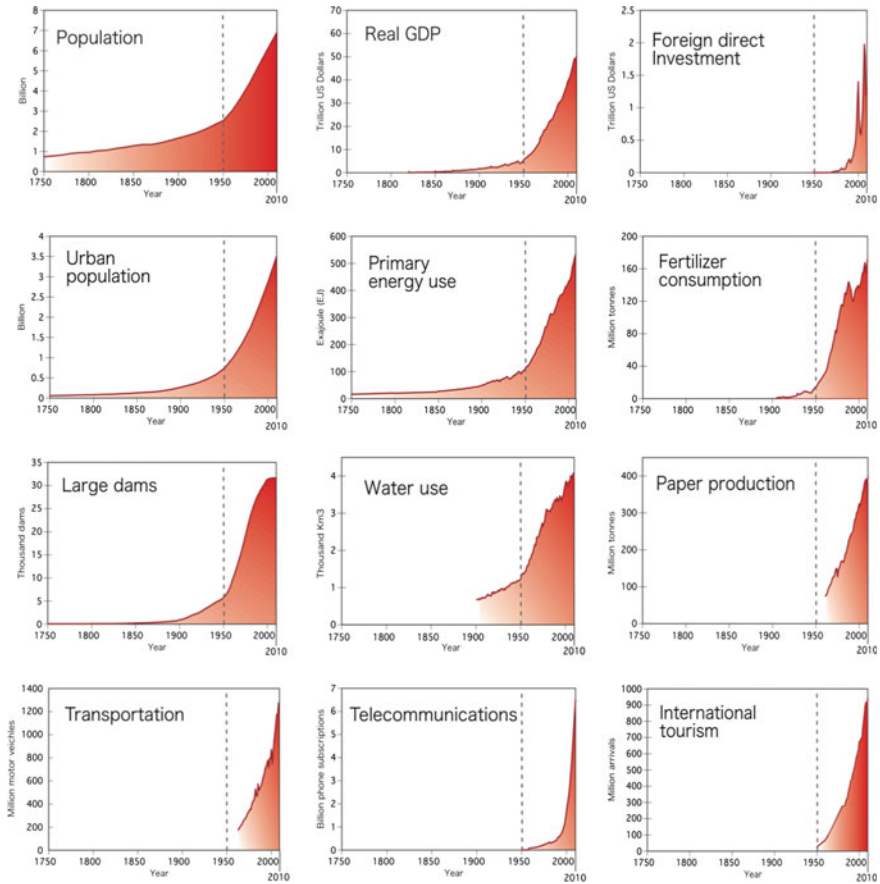 Population
Billion
8
7
6
5
4
3
2
1
0
1750 1800 1850 1900 1950 2000
2010
Year
Real GDP
Trillion US Dollars
70
60
50
40
30
20
10
0
1750 1800 1850 1900 1950 2000
2010
Year
Foreign direct
Investment
Trillion US Dollars
2.5
2
1.5
1
0.5
0
1750 1800 1850 1900 1950 2000
2010
Year
Urban
population
Billion
4
3.5
3
2.5
2
1.5
1
0.5
0
1750 1800 1850 1900 1950 2000
2010
Year
Primary
energy use
Exajoule (EJ)
600
500
400
300
200
100
0
1750 1800 1850 1900 1950 2000
2010
Year
Fertilizer
consumption
Million tonnes
200
160
120
80
40
0
1750 1800 1850 1900 1950 2000
2010
Year
Large dams
Thousand dams
35
30
25
20
15
10
5
0
1750 1800 1850 1900 1950 2000
2010
Year
Water use
Thousand Km3
4
3
2
1
0
1750 1800 1850 1900 1950 2000
2010
Year
Paper production
Million tonnes
400
300
200
100
0
1750 1800 1850 1900 1950 2000
2010
Year
Transportation
Million motor veichles
1400
1200
1000
800
600
400
200
0
1750 1800 1850 1900 1950 2000
2010
Year
Telecommunications
Billion phone subscriptions
7
6
5
4
3
2
1
0
1750 1800 1850 1900 1950 2000
2010
Year
International
tourism
Million arrivals
1000
900
800
700
600
500
400
300
200
100
0
1750 1800 1850 1900 1950 2000
2010
Year